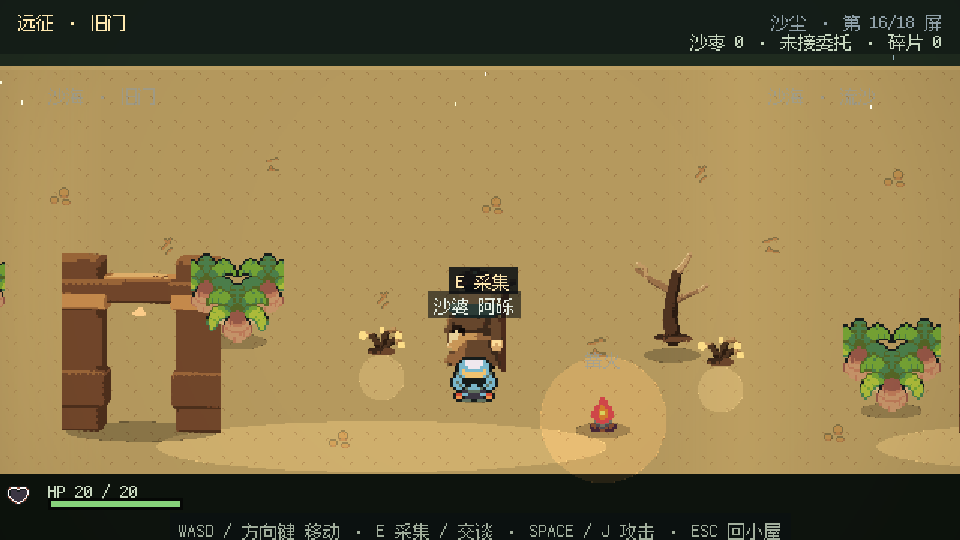 远征 · 旧门
沙尘 · 第 16/18 屏
沙枣 0 · 未接委托 · 碎片 0
E 采集
沙婆 阿砾
HP 20 / 20
WASD / 方向键 移动 · E 采集 / 交谈 · SPACE / J 攻击 · ESC 回小屋